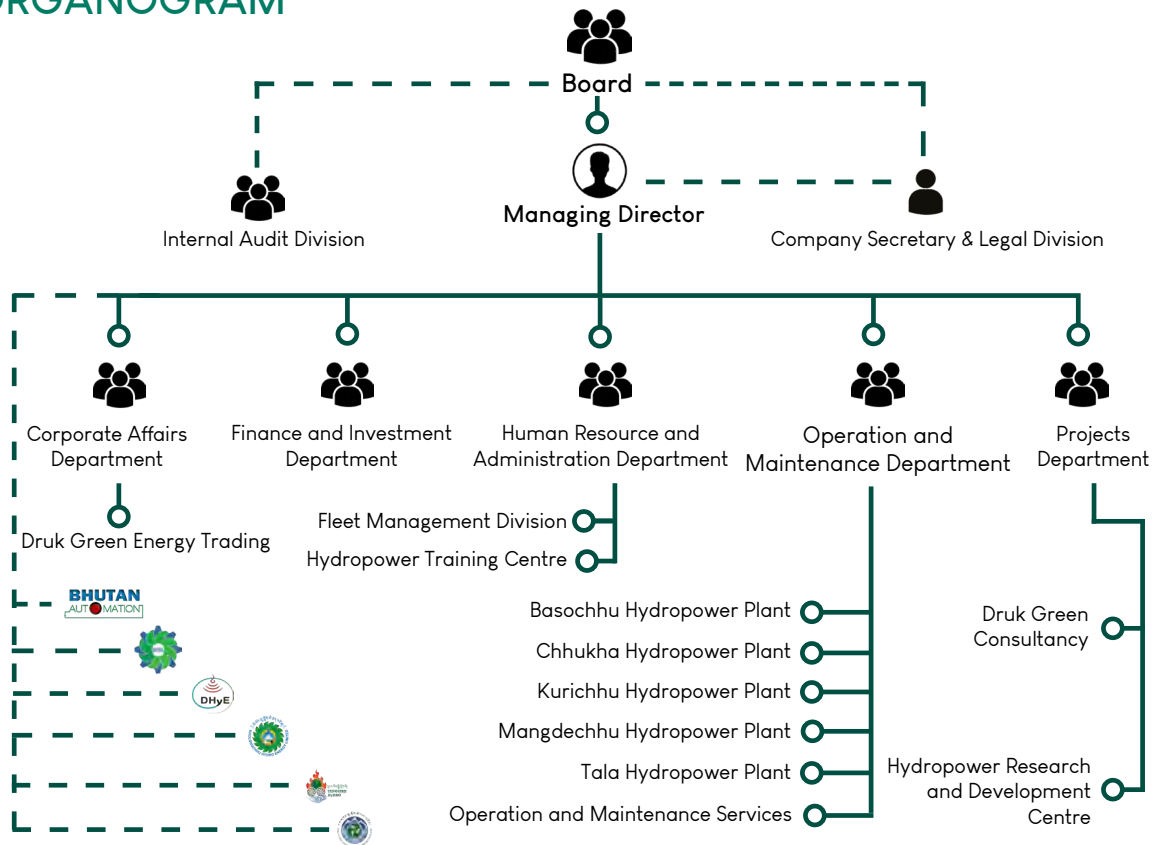 ORGANOGRAM
Board
Managing Director
Internal Audit Division
Company Secretary & Legal Division
Corporate Affairs
Department
Finance and Investment
Department
Human Resource and
Administration Department
Operation and
Maintenance Department
Projects
Department
Druk Green Energy Trading
Fleet Management Division
Hydropower Training Centre
Basochhu Hydropower Plant
Chhukha Hydropower Plant
Kurichhu Hydropower Plant
Mangdechhu Hydropower Plant
Tala Hydropower Plant
Operation and Maintenance Services
Druk Green
Consultancy
Hydropower Research
and Development
Centre
BHUTAN
AUTOMATION
DHyE